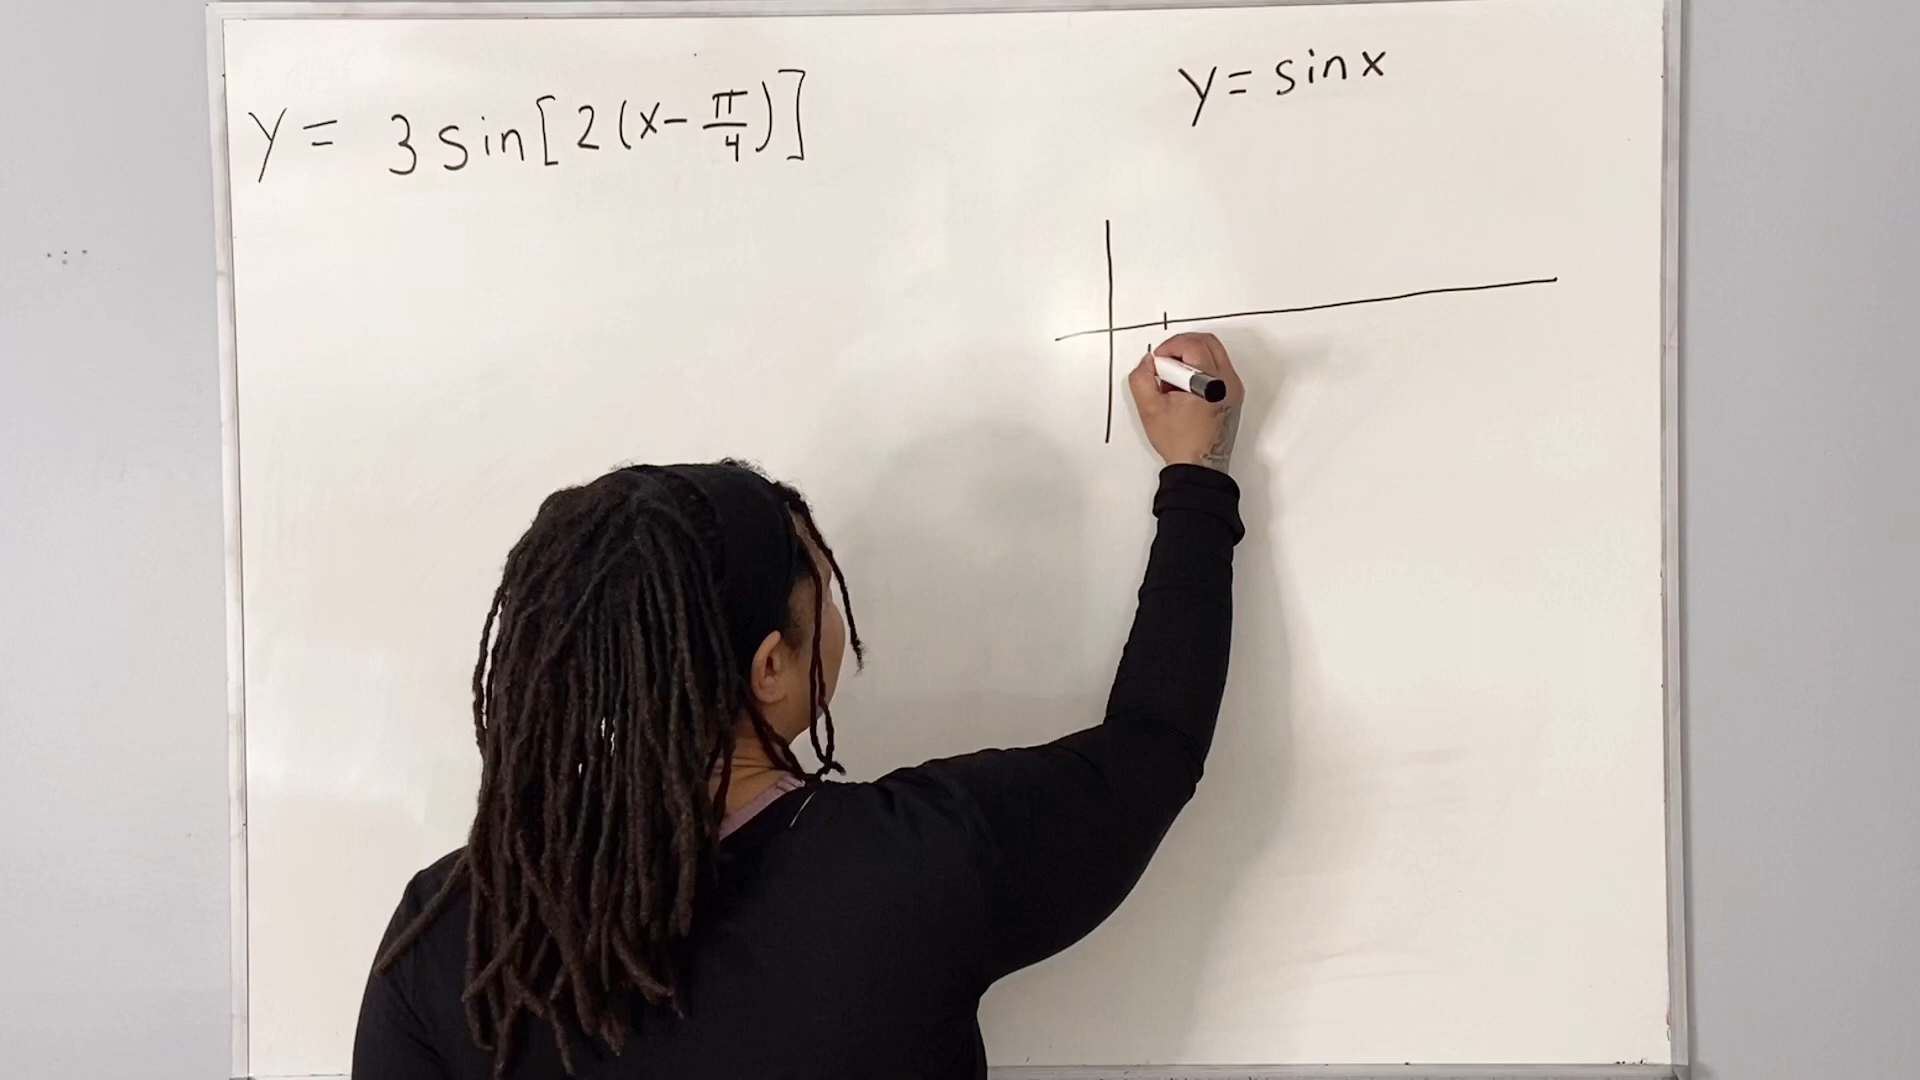 y = 3 sin[2(x - π/4)]
y = sin x